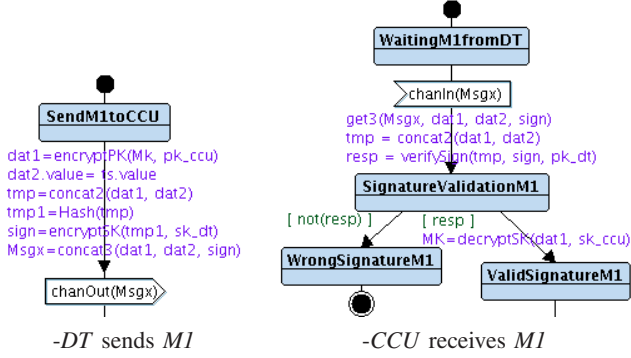 SendM1toCCU
dat1=encryptPK(Mk, pk_ccu)
dat2.value= ts.value
tmp=concat2(dat1, dat2)
tmp1=Hash(tmp)
sign=encryptSK(tmp1, sk_dt)
Msgx=concat3(dat1, dat2, sign)
chanOut(Msgx)
-DT sends M1
WaitingM1fromDT
chanIn(Msgx)
get3(Msgx, dat1, dat2, sign)
tmp = concat2(dat1, dat2)
resp = verifySign(tmp, sign, pk_dt)
SignatureValidationM1
[ not(resp) ]
[ resp ]
MK=decryptSK(dat1, sk_ccu)
WrongSignatureM1
ValidSignatureM1
-CCU receives M1